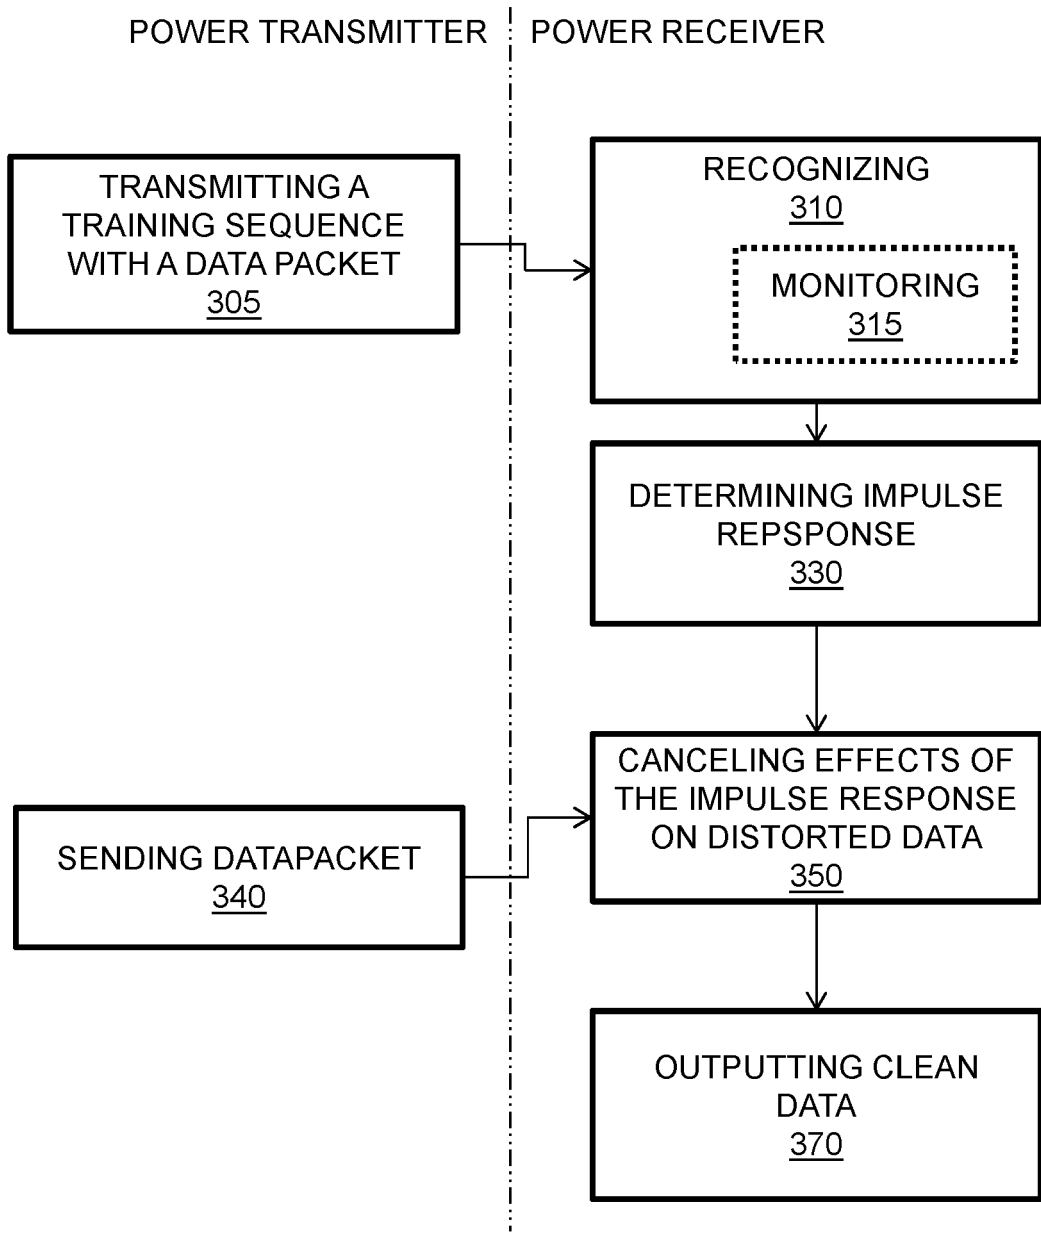 POWER TRANSMITTER
POWER RECEIVER
TRANSMITTING A
TRAINING SEQUENCE
WITH A DATA PACKET
305
RECOGNIZING
310
MONITORING
315
DETERMINING IMPULSE
REPSPONSE
330
SENDING DATAPACKET
340
CANCELING EFFECTS OF
THE IMPULSE RESPONSE
ON DISTORTED DATA
350
OUTPUTTING CLEAN
DATA
370